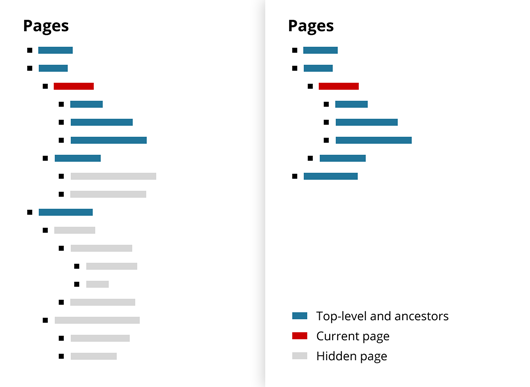 Pages
Pages
Top-level and ancestors
Current page
Hidden page